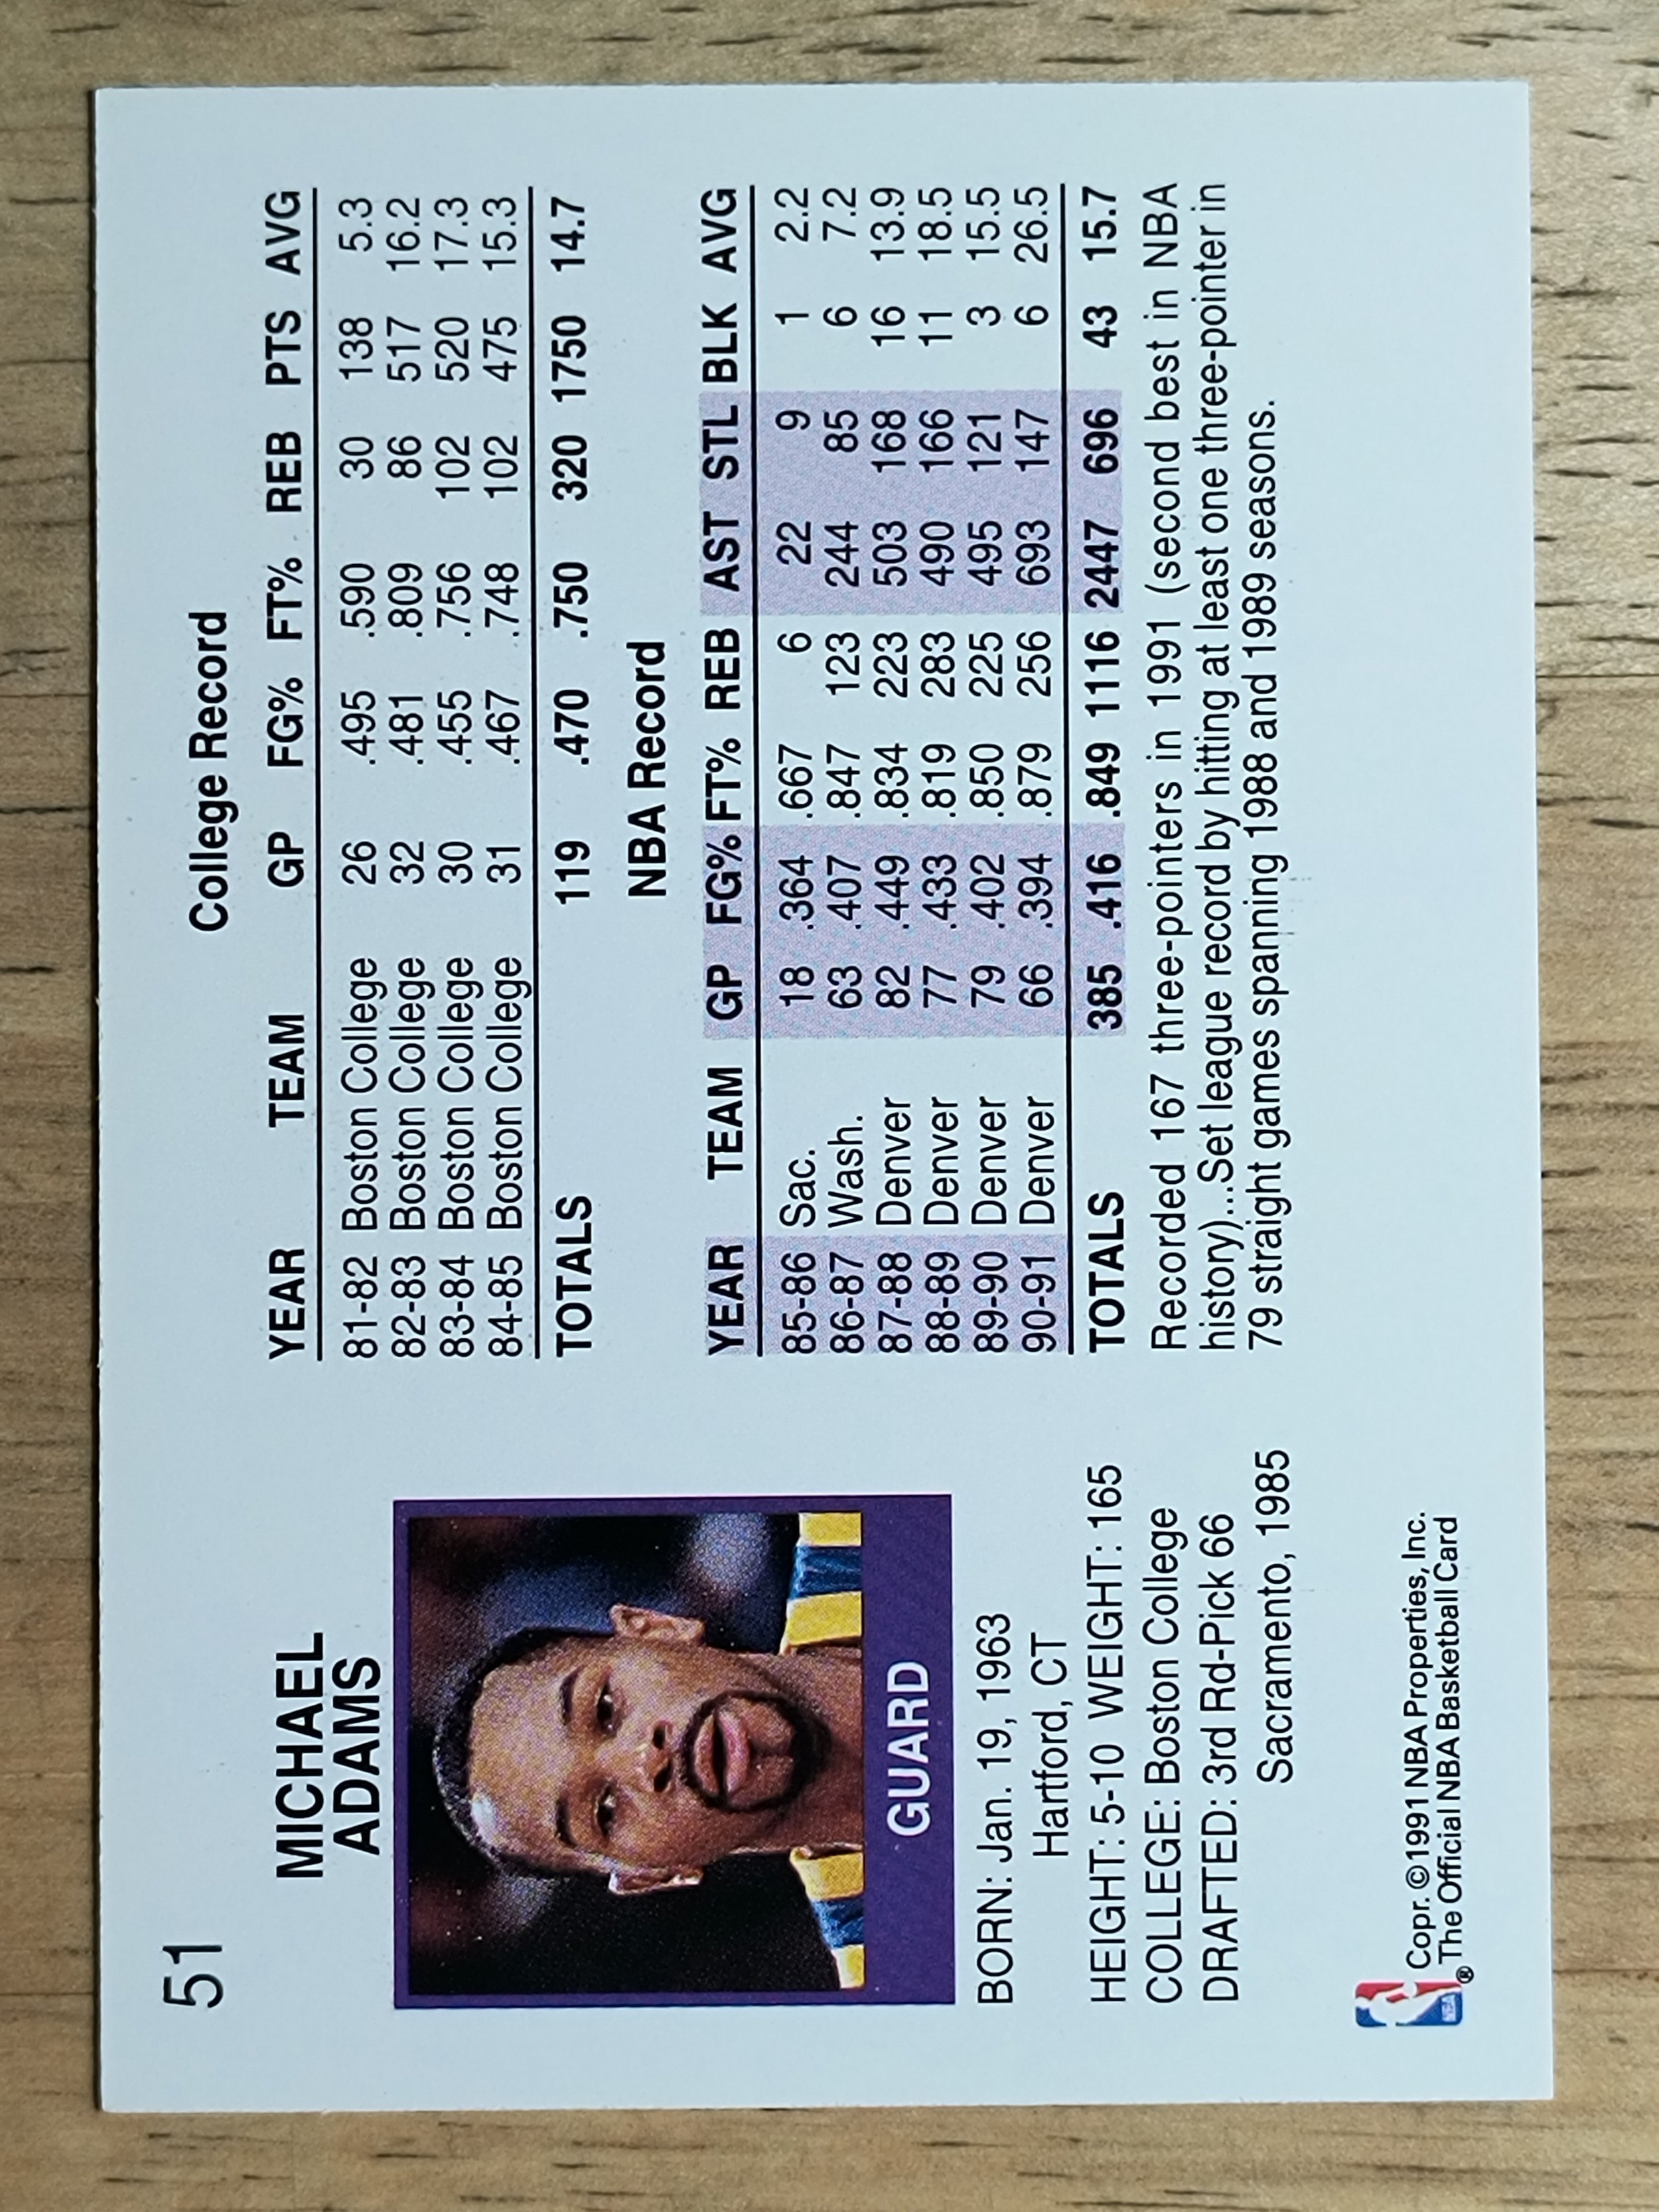 51
MICHAEL
ADAMS
GUARD
BORN: Jan. 19, 1963
Hartford, CT
HEIGHT: 5-10 WEIGHT: 165
COLLEGE: Boston College
DRAFTED: 3rd Rd-Pick 66
Sacramento, 1985
NBA
®
Copr. ©1991 NBA Properties, Inc.
The Official NBA Basketball Card
College Record
YEAR TEAM GP FG% FT% REB PTS AVG
81-82 Boston College 26 .495 .590 30 138 5.3
82-83 Boston College 32 .481 .809 86 517 16.2
83-84 Boston College 30 .455 .756 102 520 17.3
84-85 Boston College 31 .467 .748 102 475 15.3
TOTALS 119 .470 .750 320 1750 14.7
NBA Record
YEAR TEAM GP FG% FT% REB AST STL BLK AVG
85-86 Sac. 18 .364 .667 6 22 9 1 2.2
86-87 Wash. 63 .407 .847 123 244 85 6 7.2
87-88 Denver 82 .449 .834 223 503 168 16 13.9
88-89 Denver 77 .433 .819 283 490 166 11 18.5
89-90 Denver 79 .402 .850 225 495 121 3 15.5
90-91 Denver 66 .394 .879 256 693 147 6 26.5
TOTALS 385 .416 .849 1116 2447 696 43 15.7
Recorded 167 three-pointers in 1991 (second best in NBA
history)...Set league record by hitting at least one three-pointer in
79 straight games spanning 1988 and 1989 seasons.